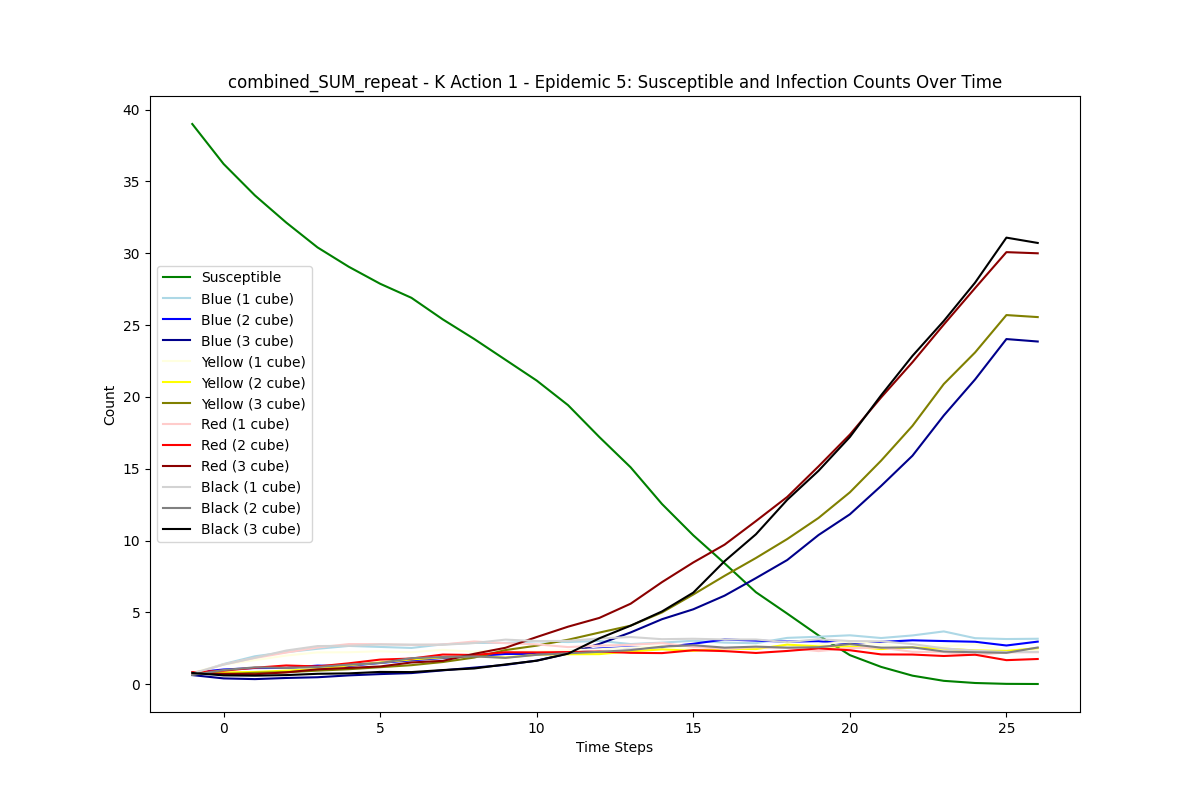 combined_SUM_repeat - K Action 1 - Epidemic 5: Susceptible and Infection Counts Over Time
40
35
30
25
20
15
10
5
0
Count
Susceptible
Blue (1 cube)
Blue (2 cube)
Blue (3 cube)
Yellow (1 cube)
Yellow (2 cube)
Yellow (3 cube)
Red (1 cube)
Red (2 cube)
Red (3 cube)
Black (1 cube)
Black (2 cube)
Black (3 cube)
0 5 10 15 20 25
Time Steps